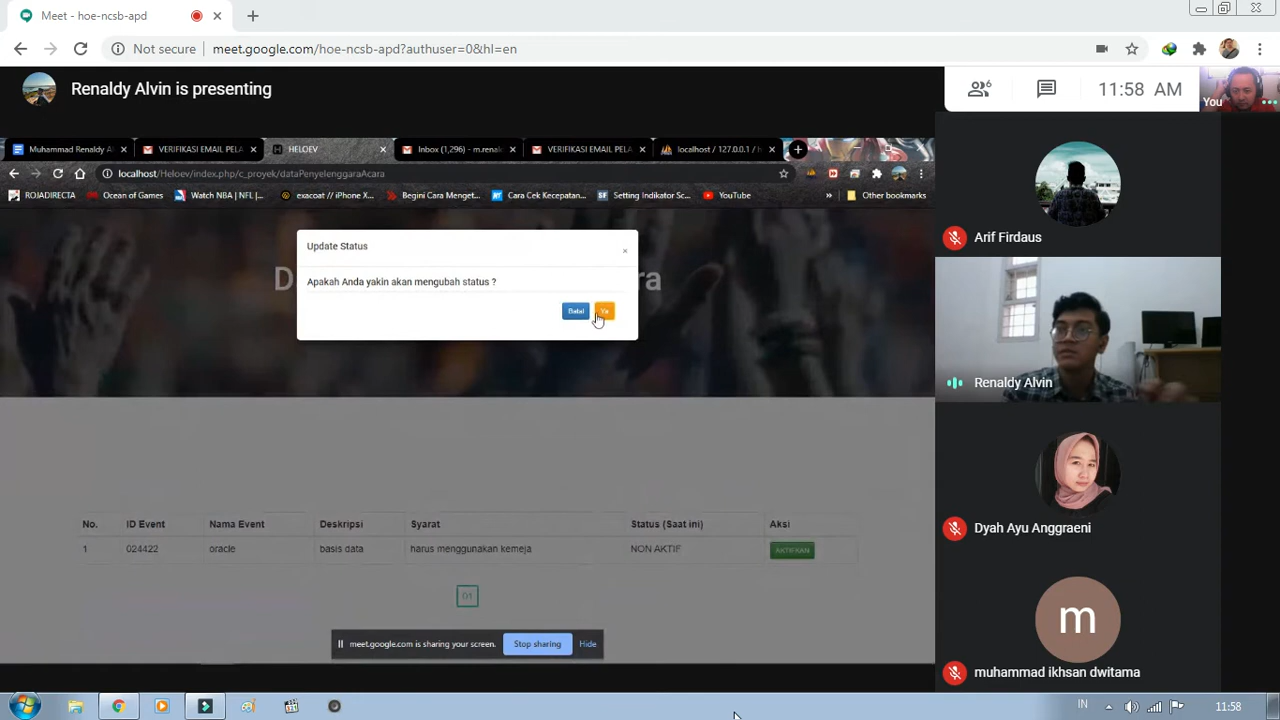 Meet - hoe-ncsb-apd
Not secure
meet.google.com/hoe-ncsb-apd?authuser=0&hl=en
Renaldy Alvin is presenting
6
11:58 AM
You
Muhammad Renaldy A
VERIFIKASI EMAIL PELA
HELOEV
Inbox (1,296) - m.renak
VERIFIKASI EMAIL PELA
localhost / 127.0.0.1 / h
localhost/Heloev/index.php/c_proyek/dataPenyelenggaraAcara
ROJADIRECTA
Ocean of Games
Watch NBA | NFL |...
exacoat // iPhone X...
Begini Cara Menget...
Cara Cek Kecepatan...
SF Setting Indikator Sc...
YouTube
»
Other bookmarks
Update Status
×
Apakah Anda yakin akan mengubah status ?
Batal
Ya
No. ID Event Nama Event Deskripsi Syarat Status (Saat ini) Aksi
1 024422 oracle basis data harus menggunakan kemeja NON AKTIF AKTIFKAN
01
meet.google.com is sharing your screen.
Stop sharing
Hide
Arif Firdaus
Renaldy Alvin
Dyah Ayu Anggraeni
m
muhammad ikhsan dwitama
IN
11:58